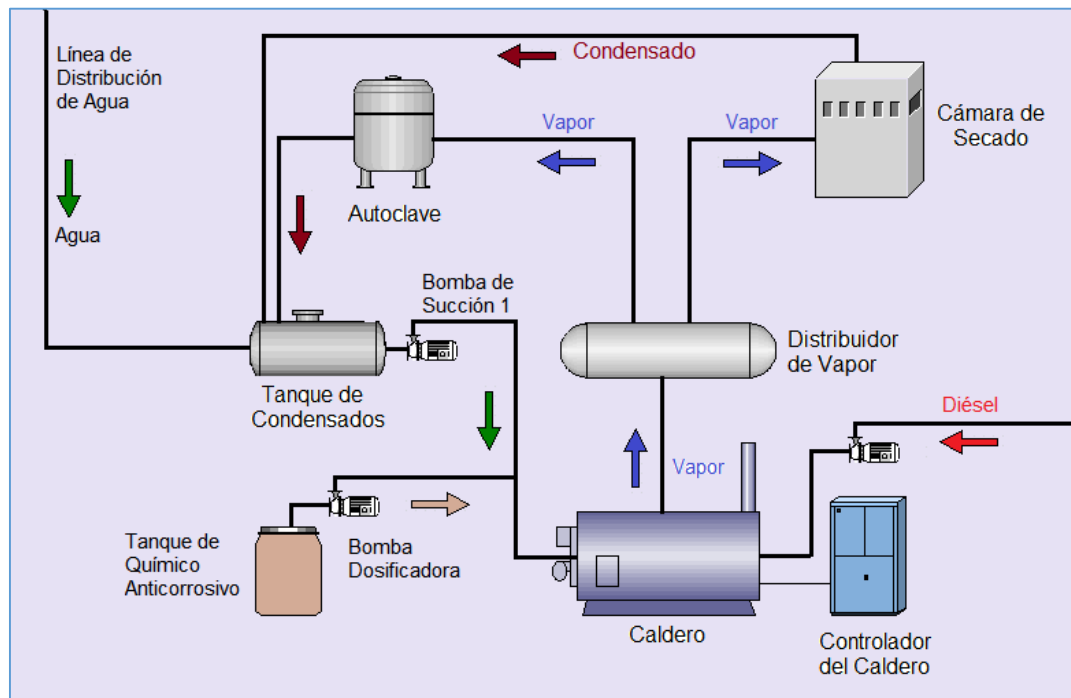 Línea de
Distribución
de Agua
Condensado
Vapor
Vapor
Cámara de
Secado
Autoclave
Agua
Bomba de
Succión 1
Distribuidor
de Vapor
Tanque de
Condensados
Diésel
Vapor
Tanque de
Químico
Anticorrosivo
Bomba
Dosificadora
Caldero
Controlador
del Caldero